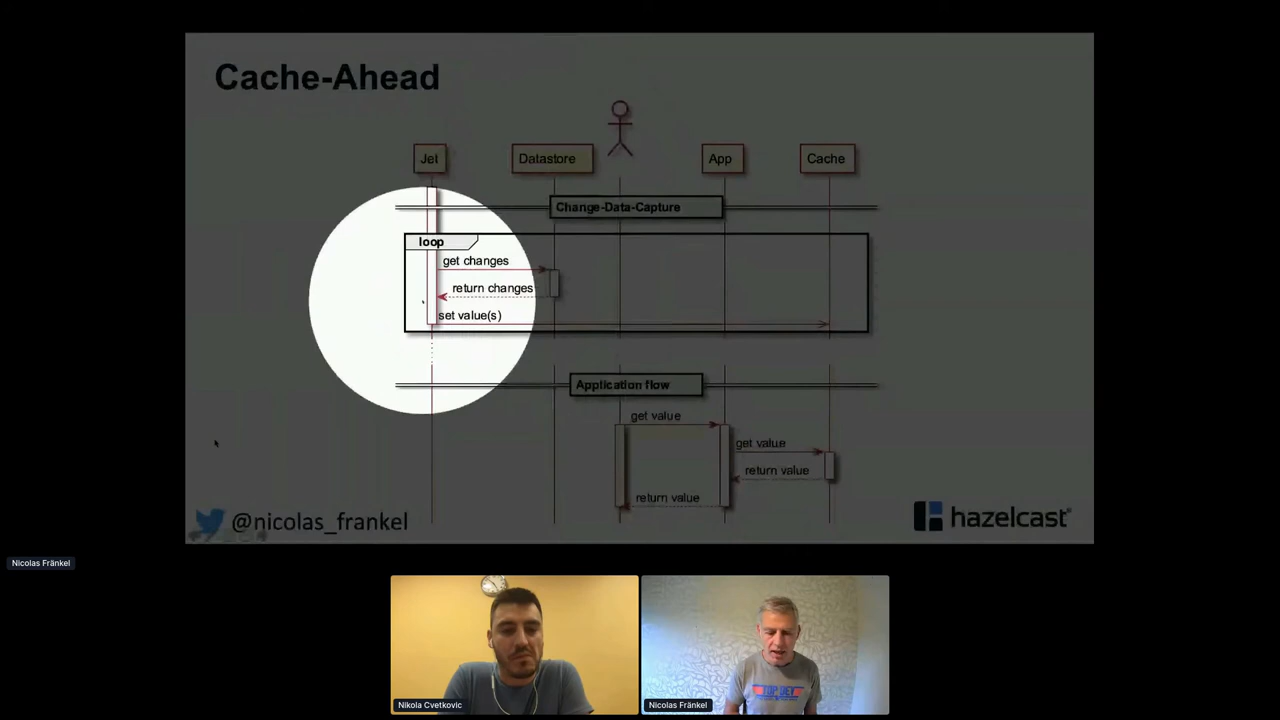 Cache-Ahead
Jet
Datastore
App
Cache
Change-Data-Capture
loop
get changes
return changes
set value(s)
Application flow
get value
get value
return value
return value
@nicolas_frankel
hazelcast
Nicolas Fränkel
Nikola Cvetkovic
Nicolas Fränkel